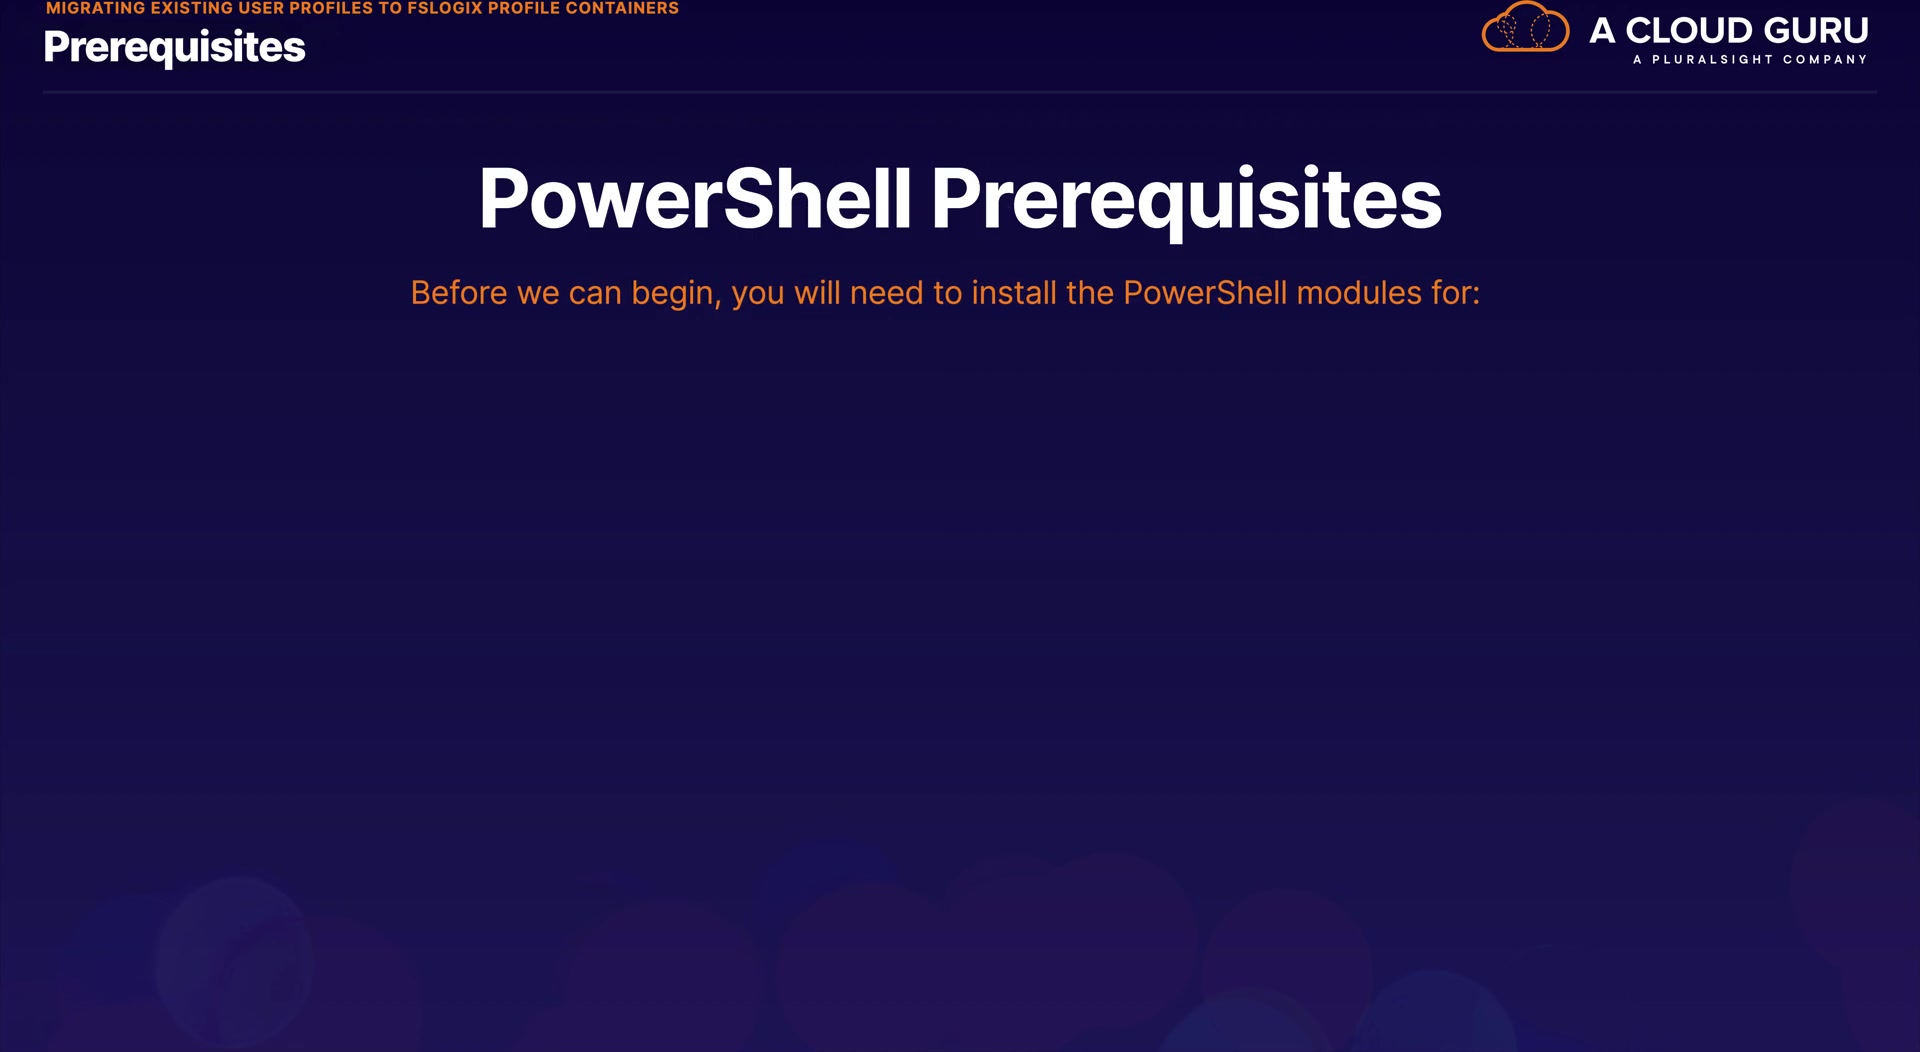 MIGRATING EXISTING USER PROFILES TO FSLOGIX PROFILE CONTAINERS
Prerequisites
A CLOUD GURU
A PLURALSIGHT COMPANY
PowerShell Prerequisites
Before we can begin, you will need to install the PowerShell modules for: